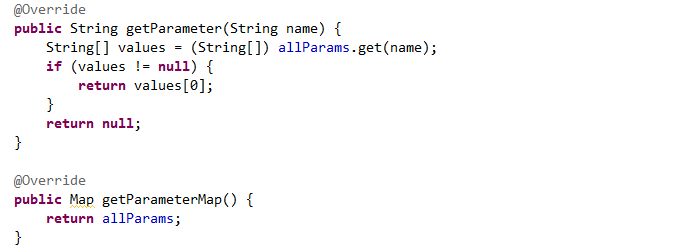 @Override
public String getParameter(String name) {
    String[] values = (String[]) allParams.get(name);
    if (values != null) {
        return values[0];
    }
    return null;
}

@Override
public Map getParameterMap() {
    return allParams;
}